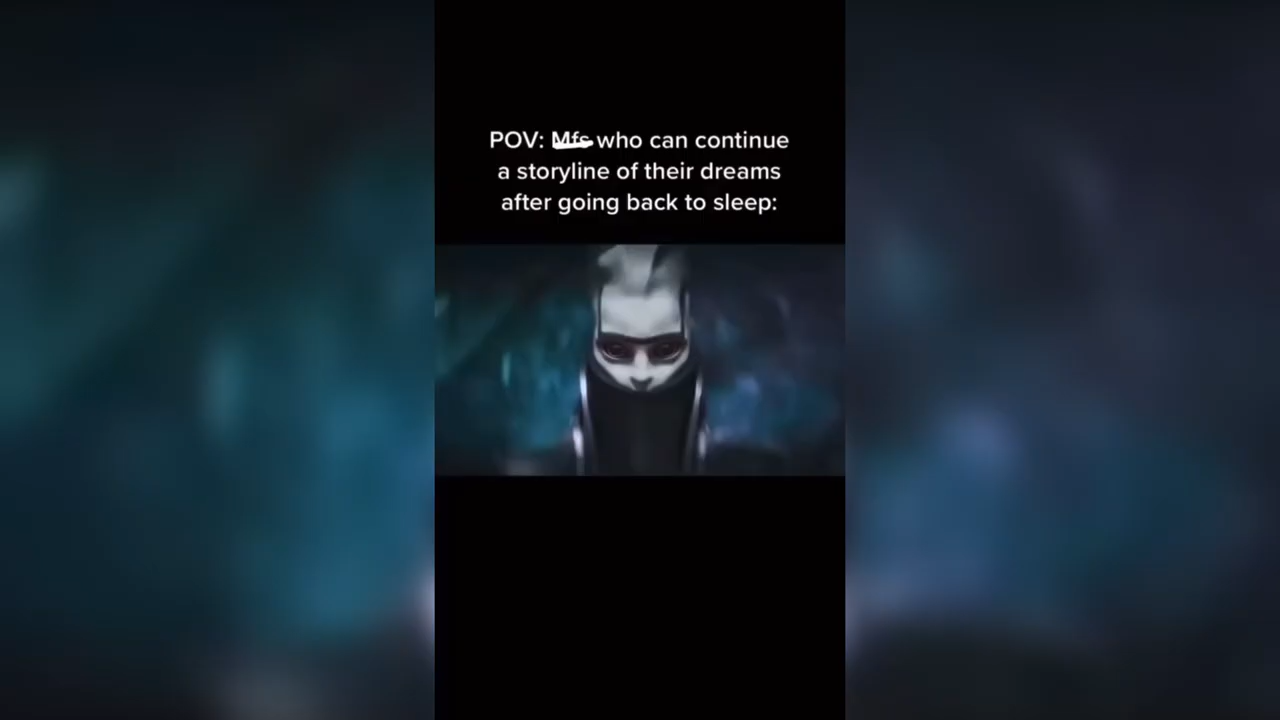 POV: Mfs who can continue
a storyline of their dreams
after going back to sleep: